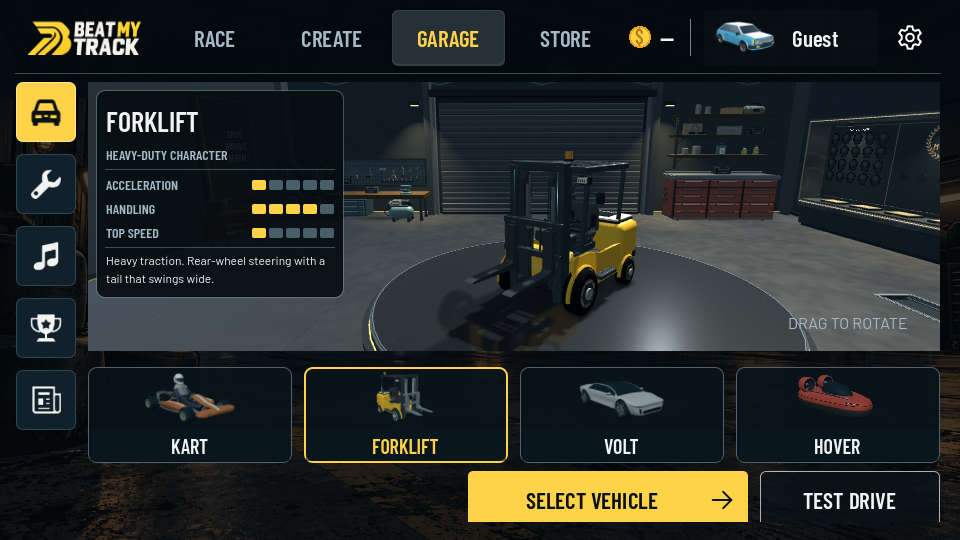 BEAT MY
TRACK
RACE
CREATE
GARAGE
STORE
$
–
Guest
FORKLIFT
HEAVY-DUTY CHARACTER
ACCELERATION
HANDLING
TOP SPEED
Heavy traction. Rear-wheel steering with a
tail that swings wide.
DRAG TO ROTATE
KART
FORKLIFT
VOLT
HOVER
SELECT VEHICLE
TEST DRIVE